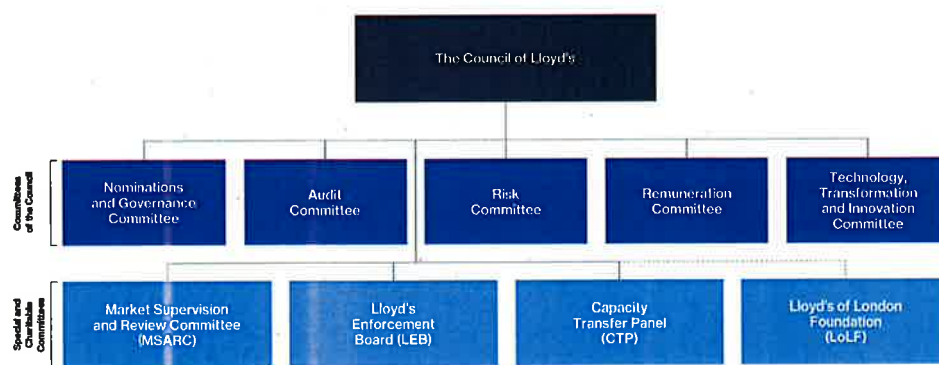 The Council of Lloyd's
Committees
of the Council
Nominations
and Governance
Committee
Audit
Committee
Risk
Committee
Remuneration
Committee
Technology,
Transformation
and Innovation
Committee
Special and
Charitable
Committees
Market Supervision
and Review Committee
(MSARC)
Lloyd's
Enforcement
Board (LEB)
Capacity
Transfer Panel
(CTP)
Lloyd's of London
Foundation
(LoLF)